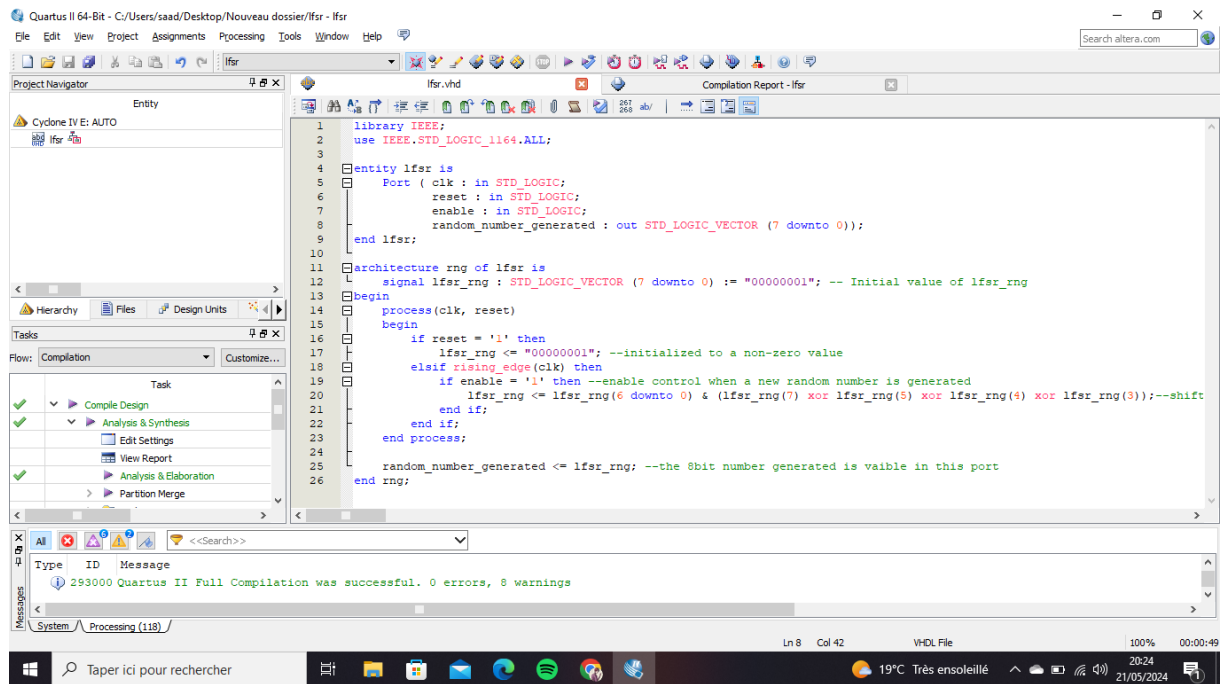 Quartus II 64-Bit - C:/Users/saad/Desktop/Nouveau dossier/lfsr - lfsr
File Edit View Project Assignments Processing Tools Window Help
Search altera.com
lfsr
Project Navigator
lfsr.vhd
Compilation Report - lfsr
Entity
Cyclone IV E: AUTO
lfsr
Hierarchy Files Design Units
Tasks
Flow: Compilation Customize...
Task
Compile Design
Analysis & Synthesis
Edit Settings
View Report
Analysis & Elaboration
Partition Merge
267
268 ab/
1 library IEEE;
2 use IEEE.STD_LOGIC_1164.ALL;
3
4 entity lfsr is
5 Port ( clk : in STD_LOGIC;
6 reset : in STD_LOGIC;
7 enable : in STD_LOGIC;
8 random_number_generated : out STD_LOGIC_VECTOR (7 downto 0));
9 end lfsr;
10
11 architecture rng of lfsr is
12 signal lfsr_rng : STD_LOGIC_VECTOR (7 downto 0) := "00000001"; -- Initial value of lfsr_rng
13 begin
14 process(clk, reset)
15 begin
16 if reset = '1' then
17 lfsr_rng <= "00000001"; --initialized to a non-zero value
18 elsif rising_edge(clk) then
19 if enable = '1' then --enable control when a new random number is generated
20 lfsr_rng <= lfsr_rng(6 downto 0) & (lfsr_rng(7) xor lfsr_rng(5) xor lfsr_rng(4) xor lfsr_rng(3));--shift
21 end if;
22 end if;
23 end process;
24
25 random_number_generated <= lfsr_rng; --the 8bit number generated is vaible in this port
26 end rng;
All 6 2 <<Search>>
Type ID Message
293000 Quartus II Full Compilation was successful. 0 errors, 8 warnings
Messages
System Processing (118)
Ln 8 Col 42 VHDL File 100% 00:00:49
Taper ici pour rechercher
19°C Très ensoleillé
20:24
21/05/2024
1